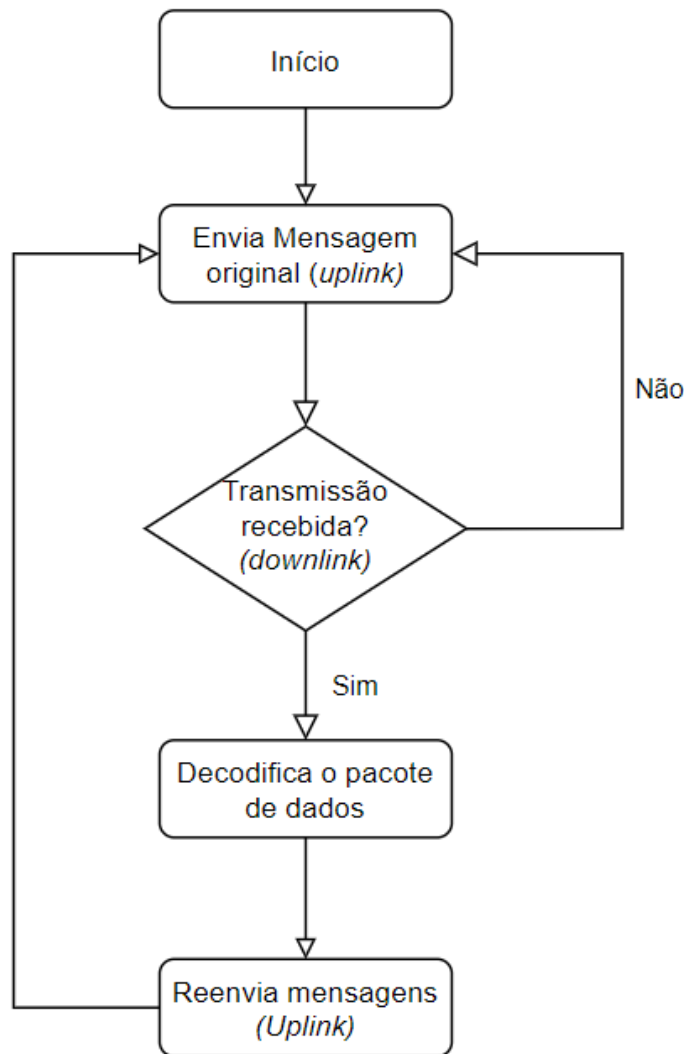 Início
Envia Mensagem
original (uplink)
Não
Transmissão
recebida?
(downlink)
Sim
Decodifica o pacote
de dados
Reenvia mensagens
(Uplink)